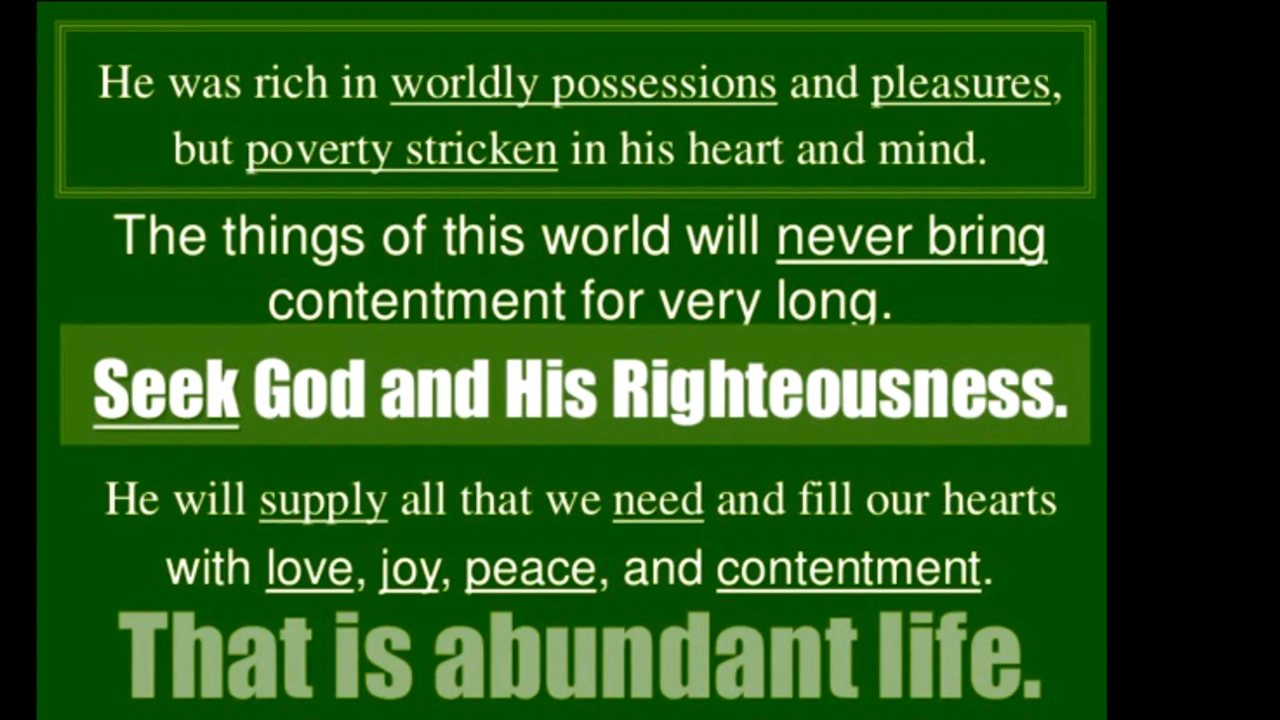 He was rich in worldly possessions and pleasures,
but poverty stricken in his heart and mind.
The things of this world will never bring
contentment for very long.
Seek God and His Righteousness.
He will supply all that we need and fill our hearts
with love, joy, peace, and contentment.
That is abundant life.